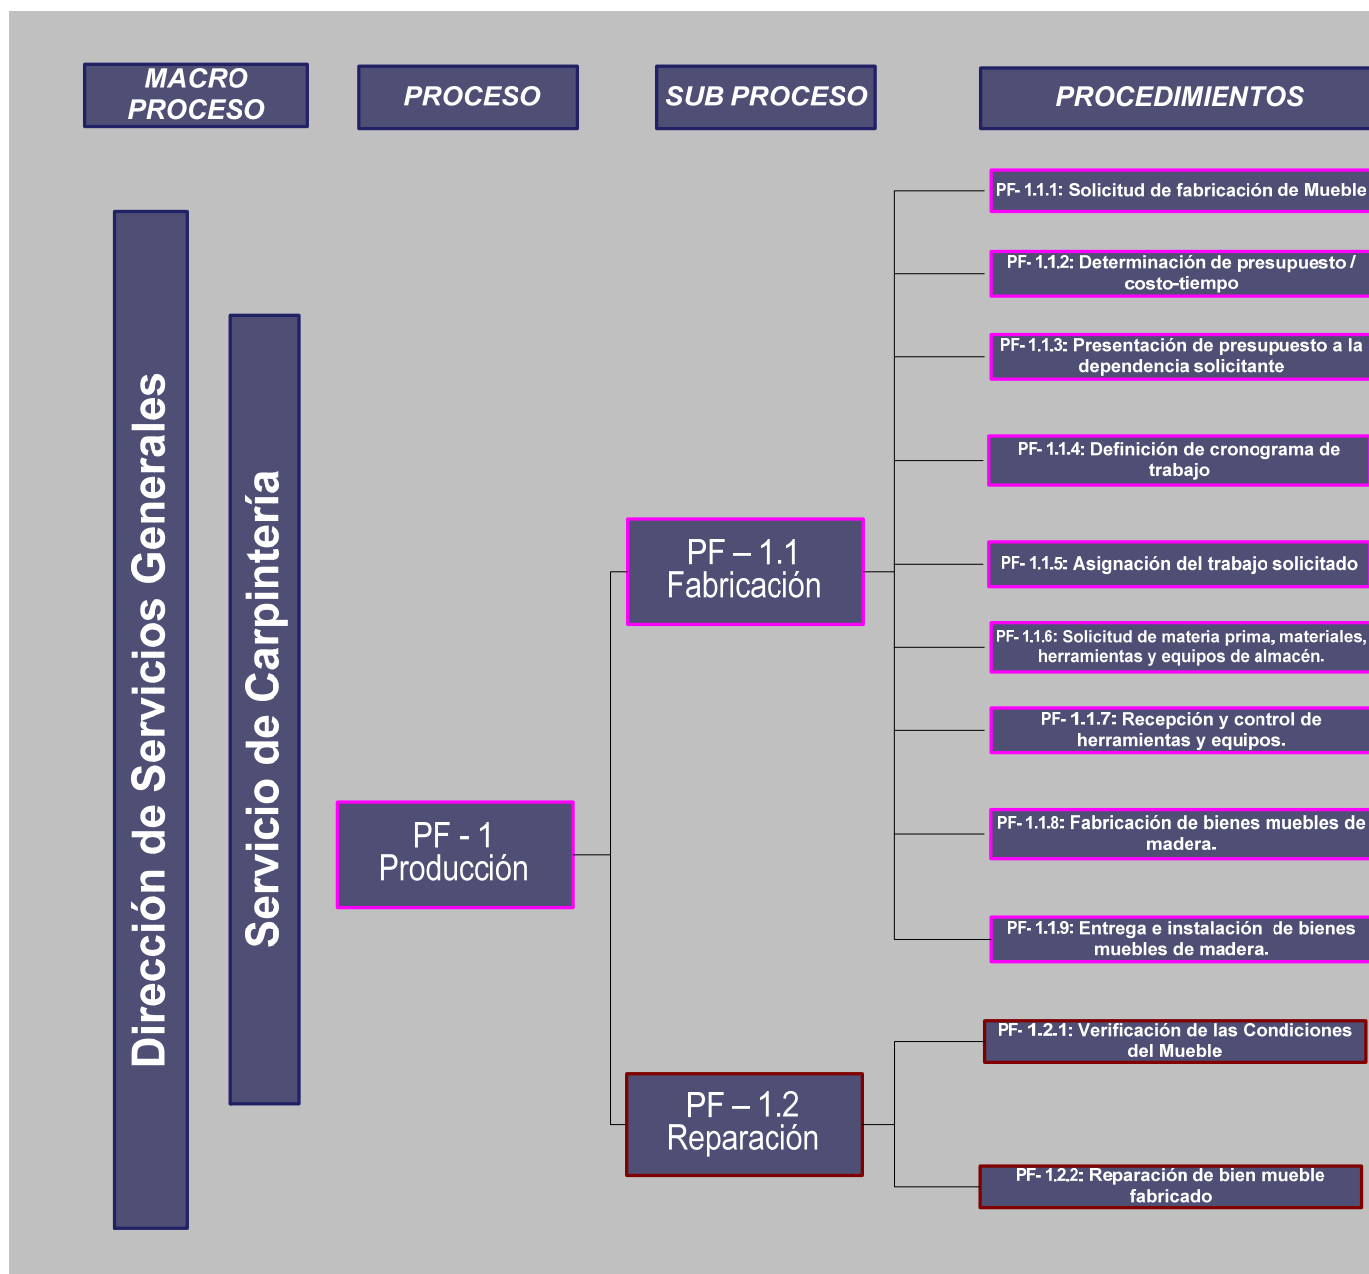 MACRO
PROCESO
PROCESO
SUB PROCESO
PROCEDIMIENTOS
Dirección de Servicios Generales
Servicio de Carpintería
PF - 1
Producción
PF – 1.1
Fabricación
PF – 1.2
Reparación
PF- 1.1.1: Solicitud de fabricación de Mueble
PF- 1.1.2: Determinación de presupuesto /
costo-tiempo
PF- 1.1.3: Presentación de presupuesto a la
dependencia solicitante
PF- 1.1.4: Definición de cronograma de
trabajo
PF- 1.1.5: Asignación del trabajo solicitado
PF- 1.1.6: Solicitud de materia prima, materiales,
herramientas y equipos de almacén.
PF- 1.1.7: Recepción y control de
herramientas y equipos.
PF- 1.1.8: Fabricación de bienes muebles de
madera.
PF- 1.1.9: Entrega e instalación  de bienes
muebles de madera.
PF- 1.2.1: Verificación de las Condiciones
del Mueble
PF- 1.2.2: Reparación de bien mueble
fabricado